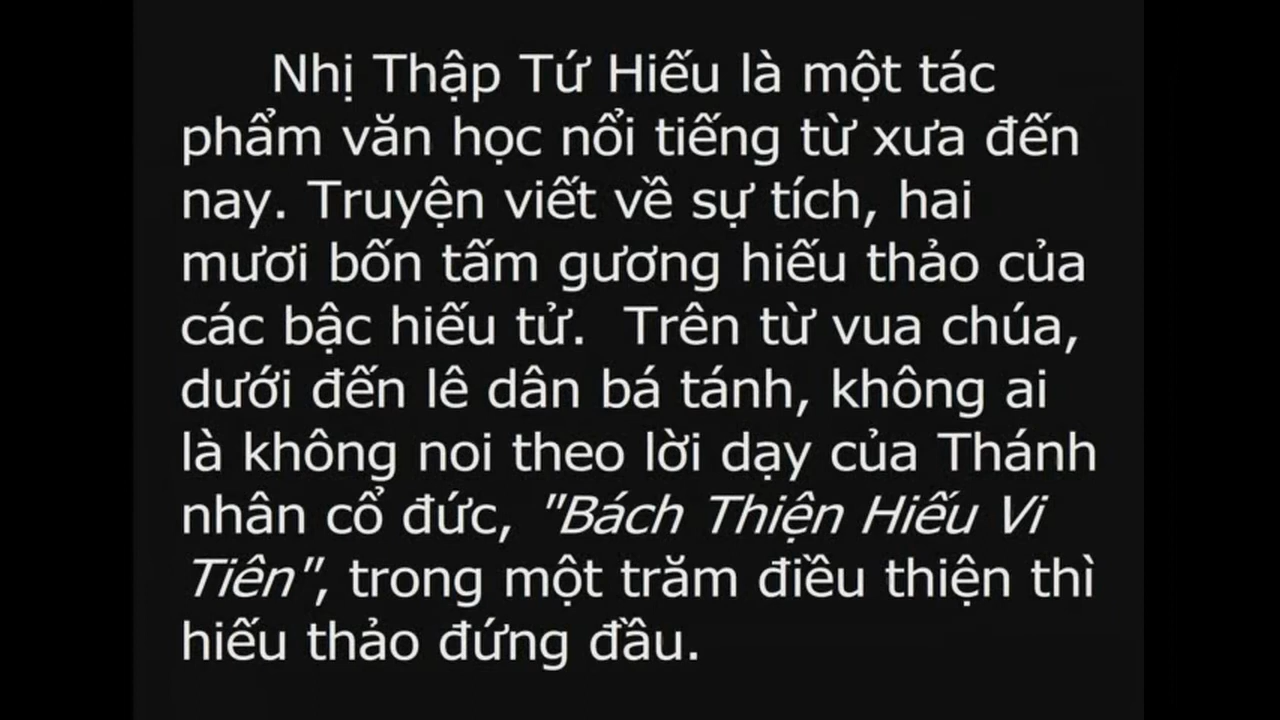 Nhị Thập Tứ Hiếu là một tác
phẩm văn học nổi tiếng từ xưa đến
nay. Truyện viết về sự tích, hai
mươi bốn tấm gương hiếu thảo của
các bậc hiếu tử.  Trên từ vua chúa,
dưới đến lê dân bá tánh, không ai
là không noi theo lời dạy của Thánh
nhân cổ đức, "Bách Thiện Hiếu Vi
Tiên", trong một trăm điều thiện thì
hiếu thảo đứng đầu.